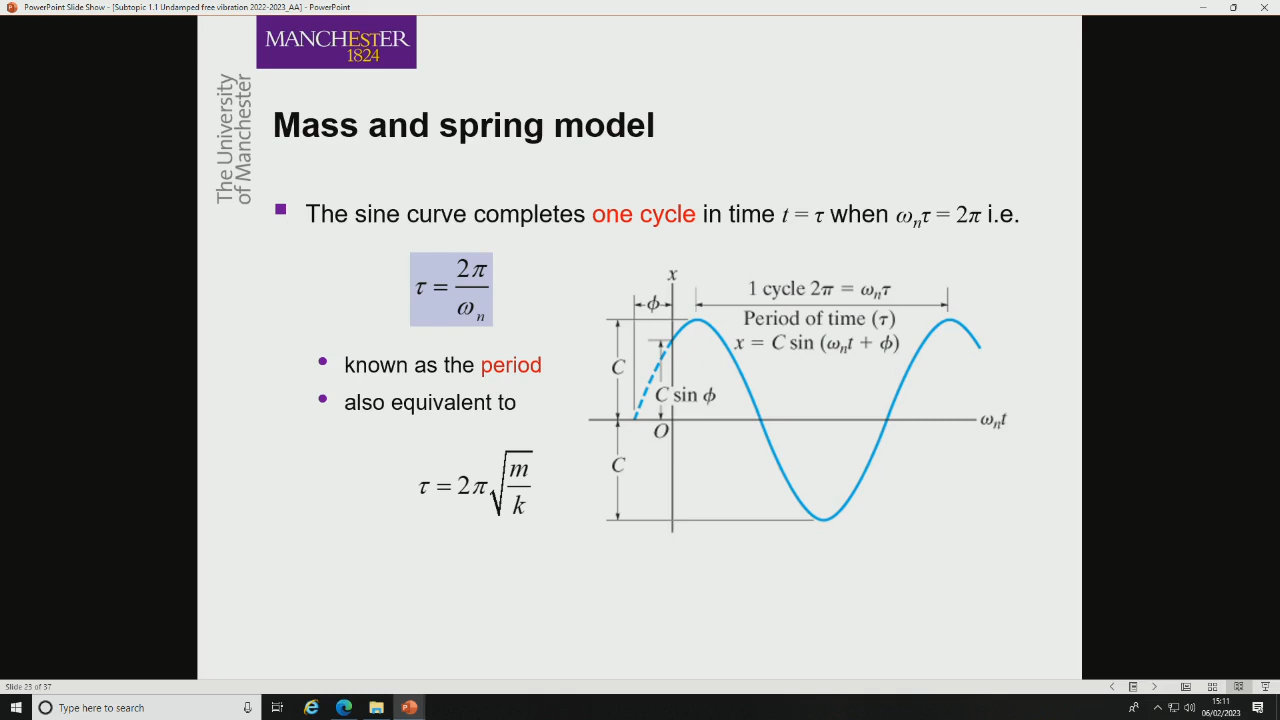 PowerPoint Slide Show - [Subtopic 1.1 Undamped free vibration 2022-2023_AA] - PowerPoint
MANCHESTER
1824
The University
of Manchester
Mass and spring model
The sine curve completes one cycle in time t = τ when ωₙτ = 2π i.e.
τ = 2π / ωₙ
known as the period
also equivalent to
τ = 2π √(m/k)
x
ϕ
1 cycle 2π = ωₙτ
Period of time (τ)
x = C sin (ωₙt + ϕ)
C
C sin ϕ
O
ωₙt
C
Slide 23 of 37
Type here to search
15:11
06/02/2023